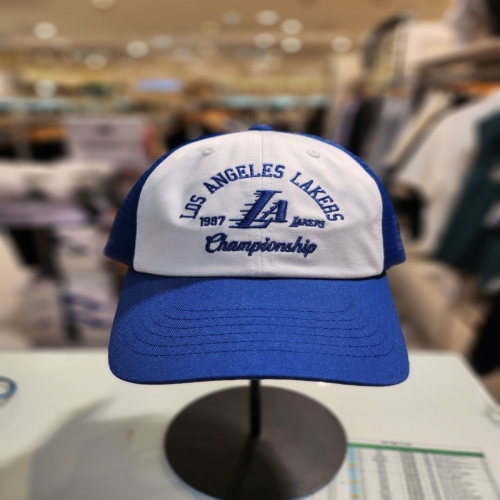 LOS ANGELES LAKERS
1987 LA LAKERS
Championship